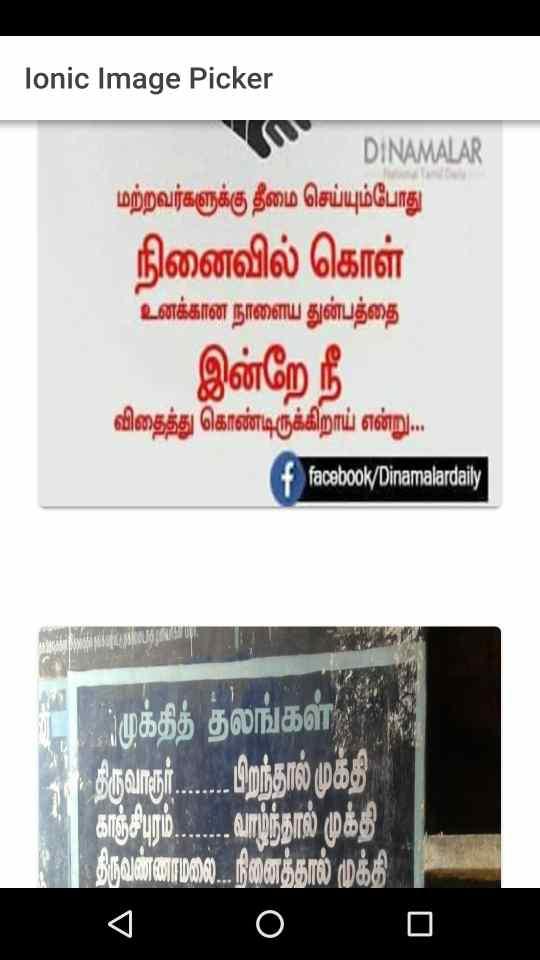 Ionic Image Picker
DINAMALAR
National Tamil Daily
மற்றவர்களுக்கு தீமை செய்யும்போது
நினைவில் கொள்
உனக்கான நாளைய துன்பத்தை
இன்றே நீ
விதைத்து கொண்டிருக்கிறாய் என்று...
f facebook/Dinamalardaily
முக்தித் தலங்கள்
திருவாரூர்........ பிறந்தால் முக்தி
காஞ்சிபுரம்........ வாழ்ந்தால் முக்தி
திருவண்ணாமலை... நினைத்தால் முக்தி